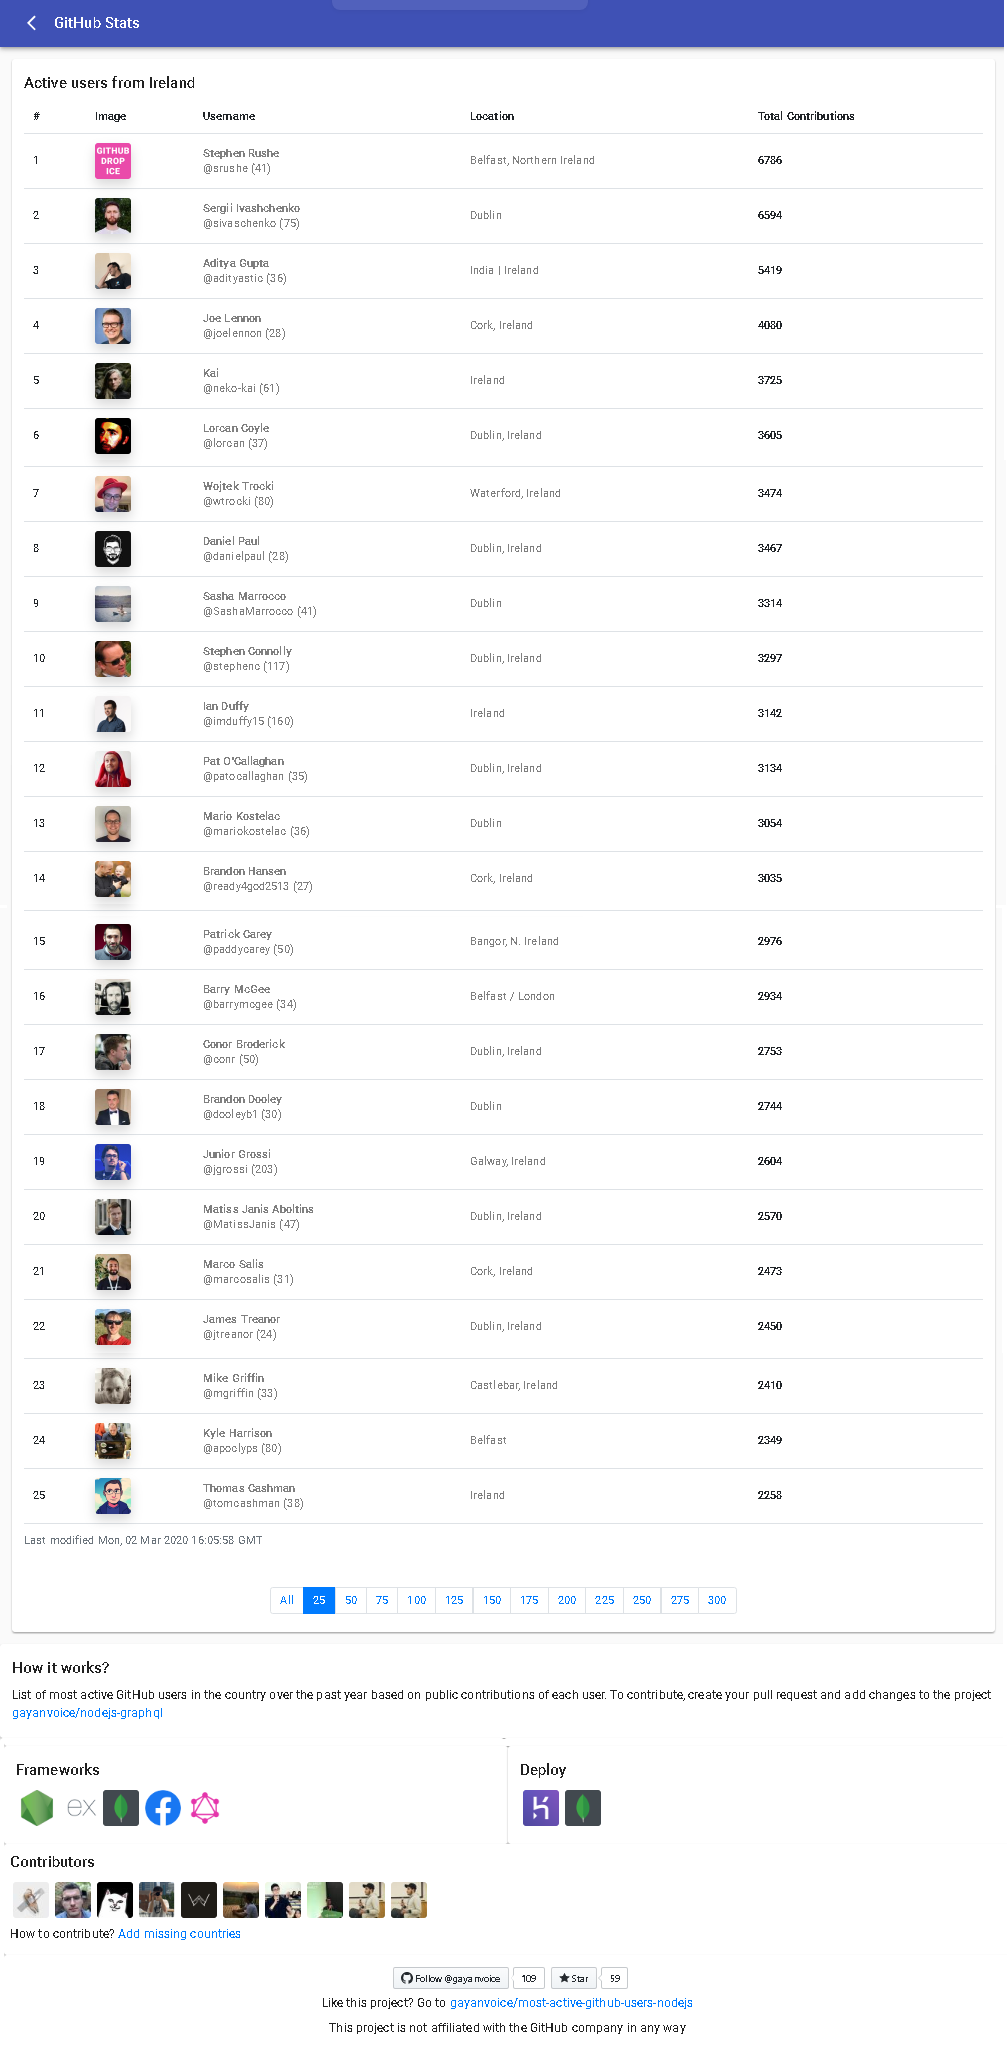 GitHub Stats
Active users from Ireland
# Image Username Location Total Contributions
1 GITHUB DROP ICE Stephen Rushe @srushe (41) Belfast, Northern Ireland 6786
2 Sergii Ivashchenko @sivaschenko (75) Dublin 6594
3 Aditya Gupta @adityastic (36) India | Ireland 5419
4 Joe Lennon @joelennon (28) Cork, Ireland 4080
5 Kai @neko-kai (61) Ireland 3725
6 Lorcan Coyle @lorcan (37) Dublin, Ireland 3605
7 Wojtek Trocki @wtrocki (80) Waterford, Ireland 3474
8 Daniel Paul @danielpaul (28) Dublin, Ireland 3467
9 Sasha Marrocco @SashaMarrocco (41) Dublin 3314
10 Stephen Connolly @stephenc (117) Dublin, Ireland 3297
11 Ian Duffy @imduffy15 (160) Ireland 3142
12 Pat O'Callaghan @patocallaghan (35) Dublin, Ireland 3134
13 Mario Kostelac @mariokostelac (36) Dublin 3054
14 Brandon Hansen @ready4god2513 (27) Cork, Ireland 3035
15 Patrick Carey @paddycarey (50) Bangor, N. Ireland 2976
16 Barry McGee @barrymcgee (34) Belfast / London 2934
17 Conor Broderick @conr (50) Dublin, Ireland 2753
18 Brandon Dooley @dooleyb1 (30) Dublin 2744
19 Junior Grossi @jgrossi (203) Galway, Ireland 2604
20 Matiss Janis Aboltins @MatissJanis (47) Dublin, Ireland 2570
21 Marco Salis @marcosalis (31) Cork, Ireland 2473
22 James Treanor @jtreanor (24) Dublin, Ireland 2450
23 Mike Griffin @mgriffin (33) Castlebar, Ireland 2410
24 Kyle Harrison @apoclyps (80) Belfast 2349
25 Thomas Cashman @tomcashman (38) Ireland 2258
Last modified Mon, 02 Mar 2020 16:05:58 GMT
All 25 50 75 100 125 150 175 200 225 250 275 300
How it works?
List of most active GitHub users in the country over the past year based on public contributions of each user. To contribute, create your pull request and add changes to the project
gayanvoice/nodejs-graphql
Frameworks Deploy
ex
Contributors
How to contribute? Add missing countries
Follow @gayanvoice 109 Star 59
Like this project? Go to gayanvoice/most-active-github-users-nodejs
This project is not affiliated with the GitHub company in any way